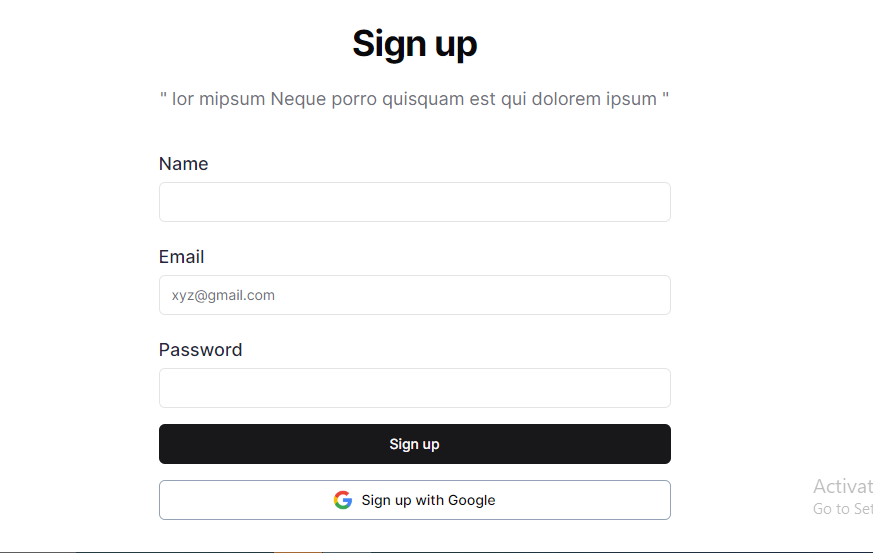 Sign up
" lor mipsum Neque porro quisquam est qui dolorem ipsum "
Name
Email
xyz@gmail.com
Password
Sign up
Sign up with Google
Activat
Go to Set